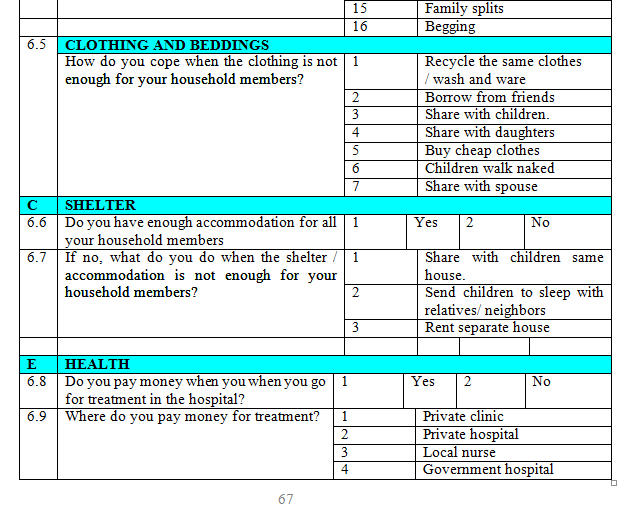 15 Family splits
16 Begging
6.5 CLOTHING AND BEDDINGS
How do you cope when the clothing is not 1 Recycle the same clothes
enough for your household members? / wash and ware
2 Borrow from friends
3 Share with children.
4 Share with daughters
5 Buy cheap clothes
6 Children walk naked
7 Share with spouse
C SHELTER
6.6 Do you have enough accommodation for all 1 Yes 2 No
your household members
6.7 If no, what do you do when the shelter / 1 Share with children same
accommodation is not enough for your house.
household members? 2 Send children to sleep with
relatives/ neighbors
3 Rent separate house
E HEALTH
6.8 Do you pay money when you when you go 1 Yes 2 No
for treatment in the hospital?
6.9 Where do you pay money for treatment? 1 Private clinic
2 Private hospital
3 Local nurse
4 Government hospital
67